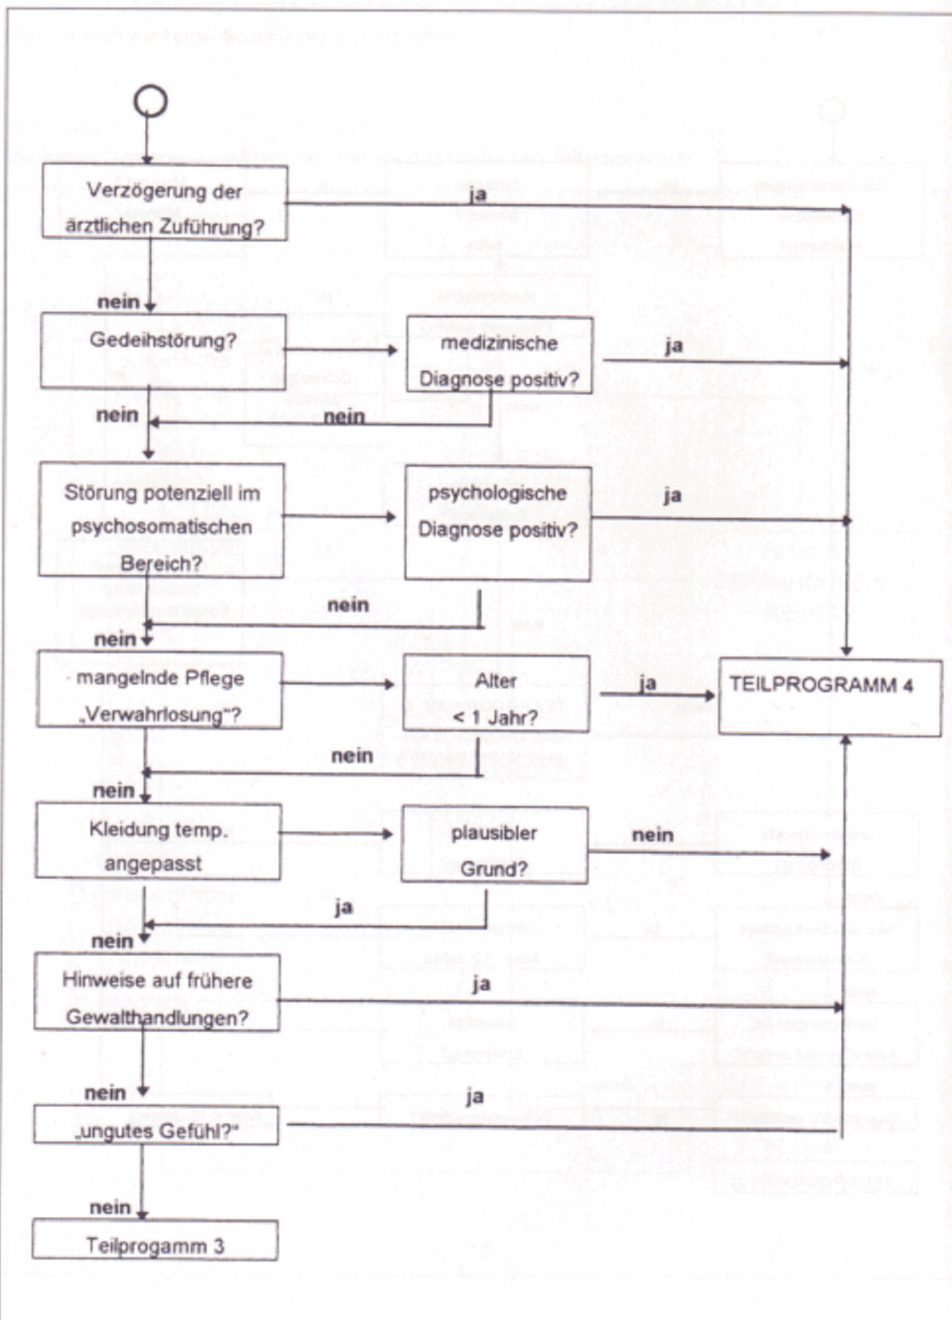 Verzögerung der
ärztlichen Zuführung?
ja
nein
Gedeihstörung?
medizinische
Diagnose positiv?
ja
nein
nein
Störung potenziell im
psychosomatischen
Bereich?
psychologische
Diagnose positiv?
ja
nein
nein
mangelnde Pflege
„Verwahrlosung“?
Alter
< 1 Jahr?
ja
TEILPROGRAMM 4
nein
nein
Kleidung temp.
angepasst
plausibler
Grund?
nein
ja
nein
Hinweise auf frühere
Gewalthandlungen?
ja
nein
„ungutes Gefühl?“
ja
nein
Teilprogamm 3